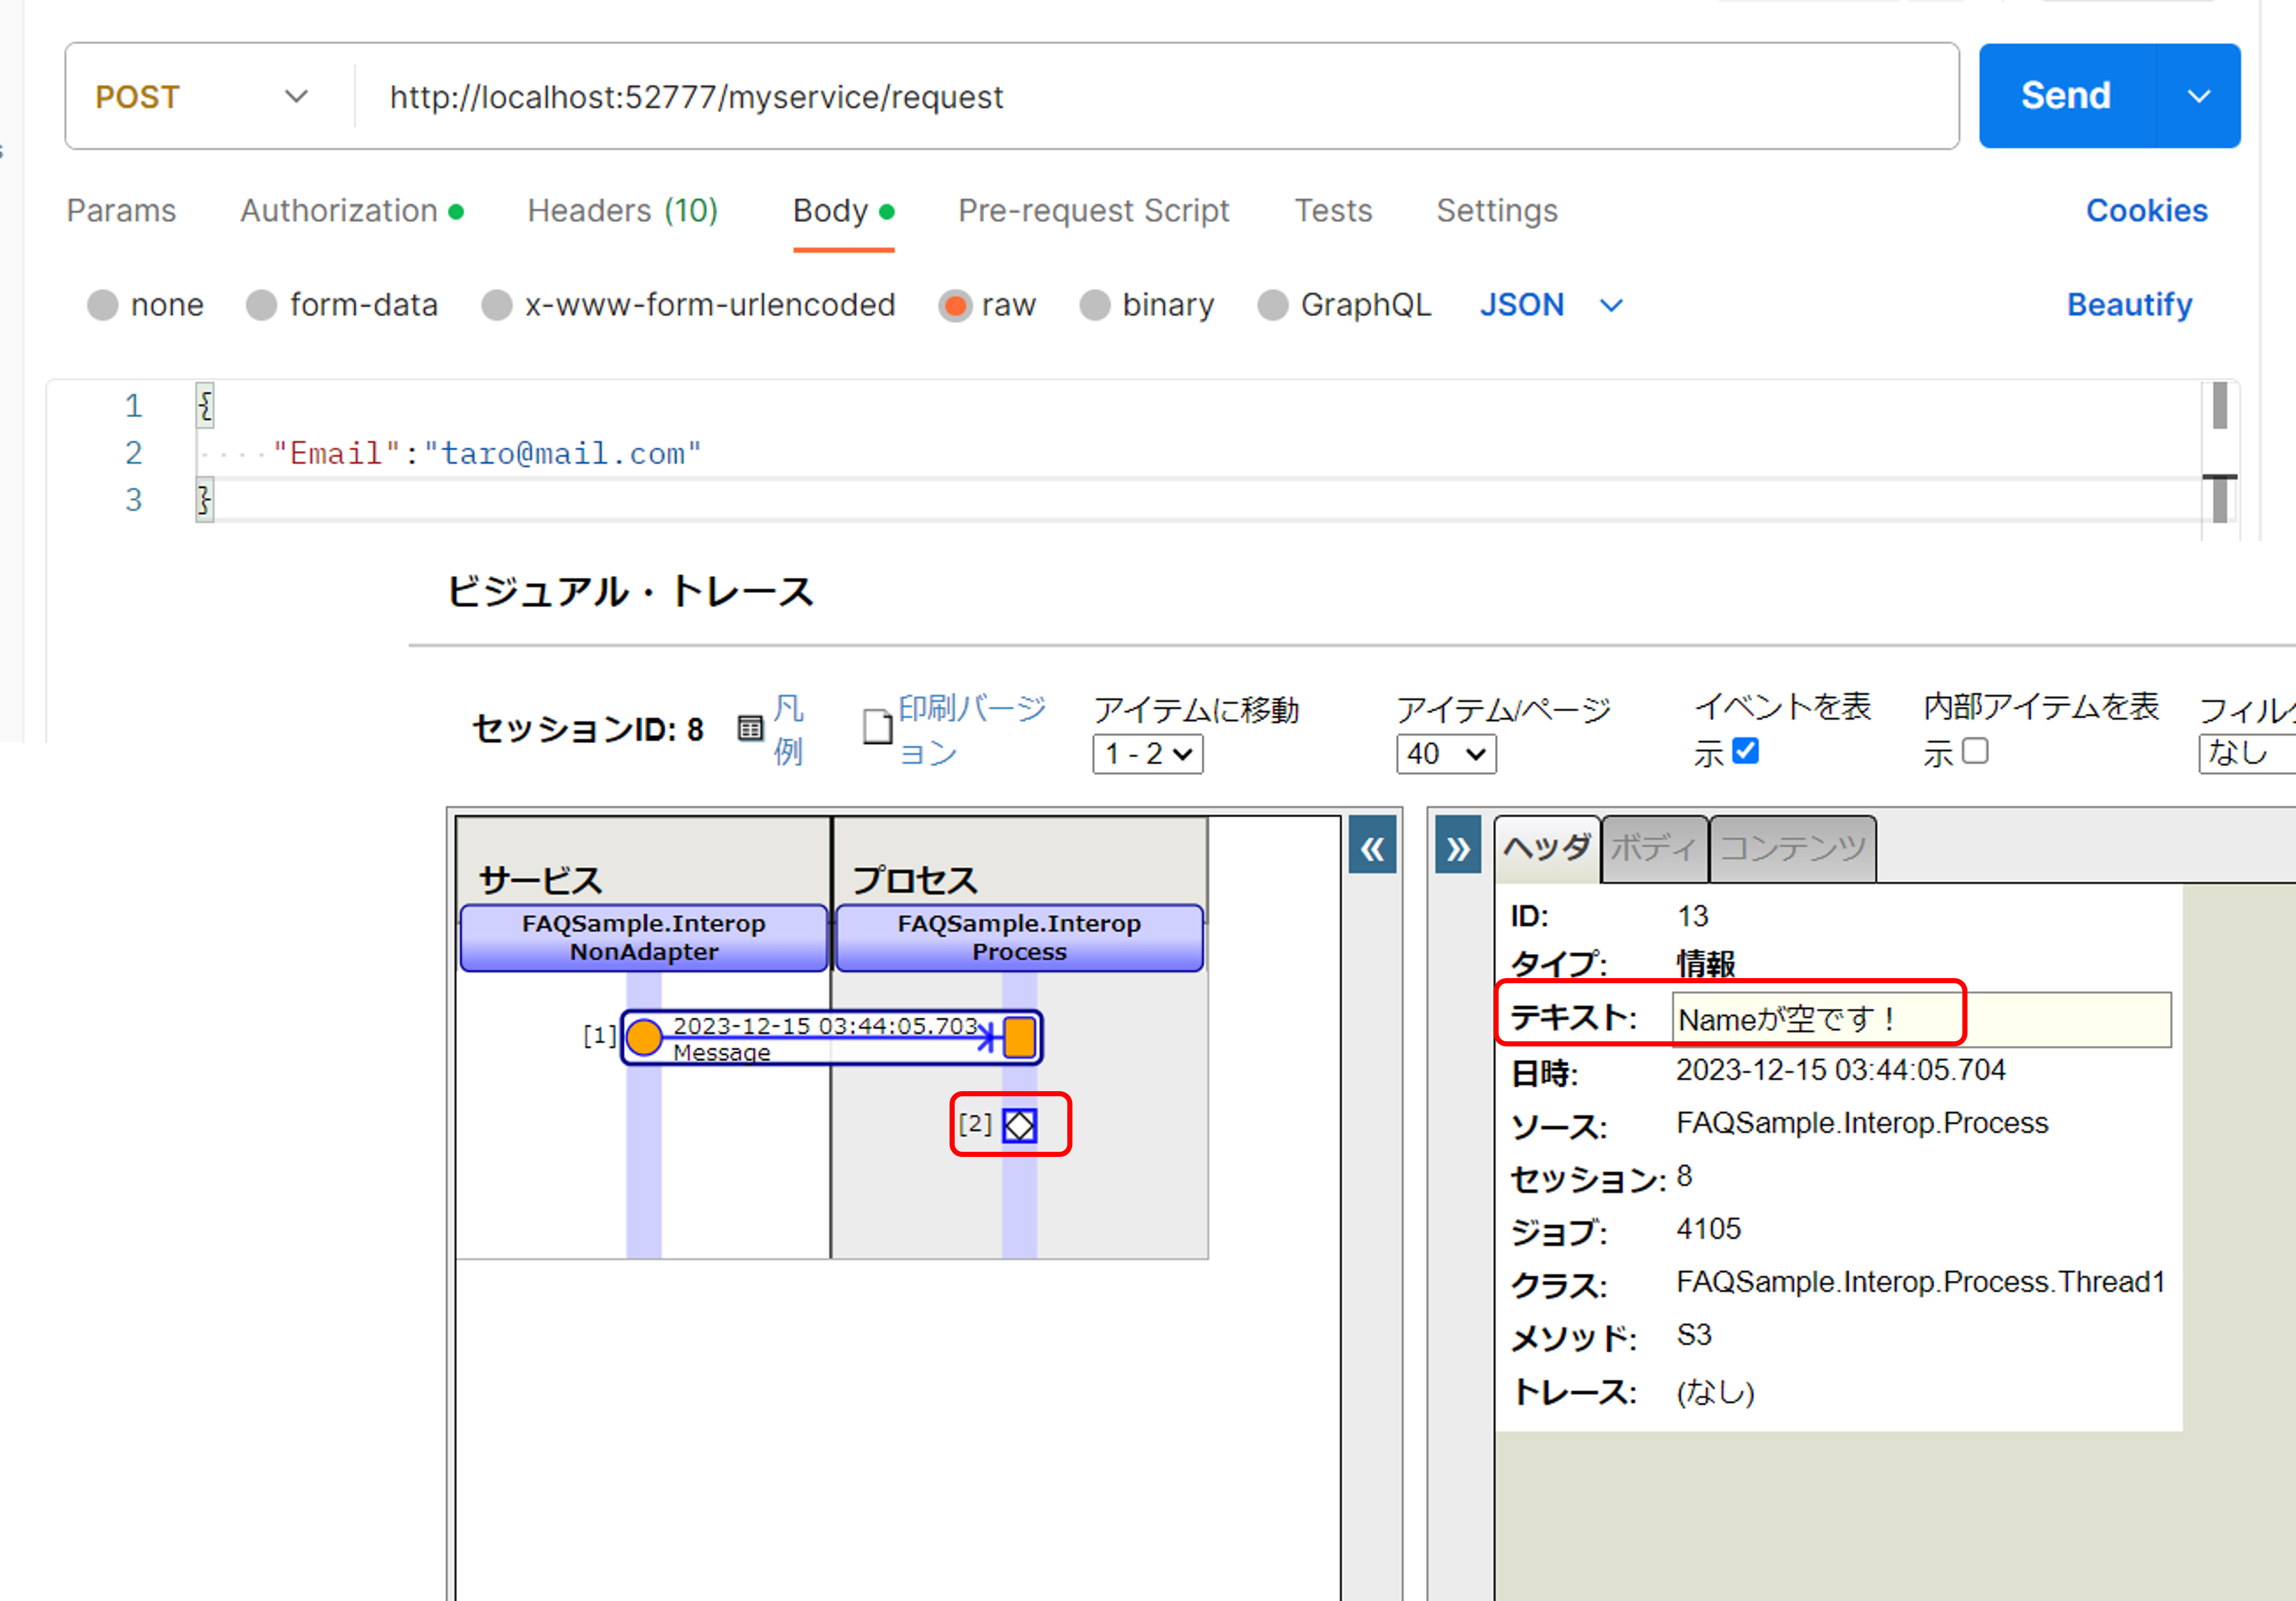 POST http://localhost:52777/myservice/request Send
Params Authorization Headers (10) Body Pre-request Script Tests Settings Cookies
none form-data x-www-form-urlencoded raw binary GraphQL JSON Beautify
1 {
2 "Email":"taro@mail.com"
3 }
ビジュアル・トレース
セッションID: 8
凡例
印刷バージョン
アイテムに移動
1 - 2
アイテム/ページ
40
イベントを表示
内部アイテムを表示
なし
サービス プロセス
FAQSample.Interop
NonAdapter
FAQSample.Interop
Process
[1] 2023-12-15 03:44:05.703
Message
[2]
« »
ヘッダ ボディ コンテンツ
ID: 13
タイプ: 情報
テキスト: Nameが空です！
日時: 2023-12-15 03:44:05.704
ソース: FAQSample.Interop.Process
セッション: 8
ジョブ: 4105
クラス: FAQSample.Interop.Process.Thread1
メソッド: S3
トレース: (なし)